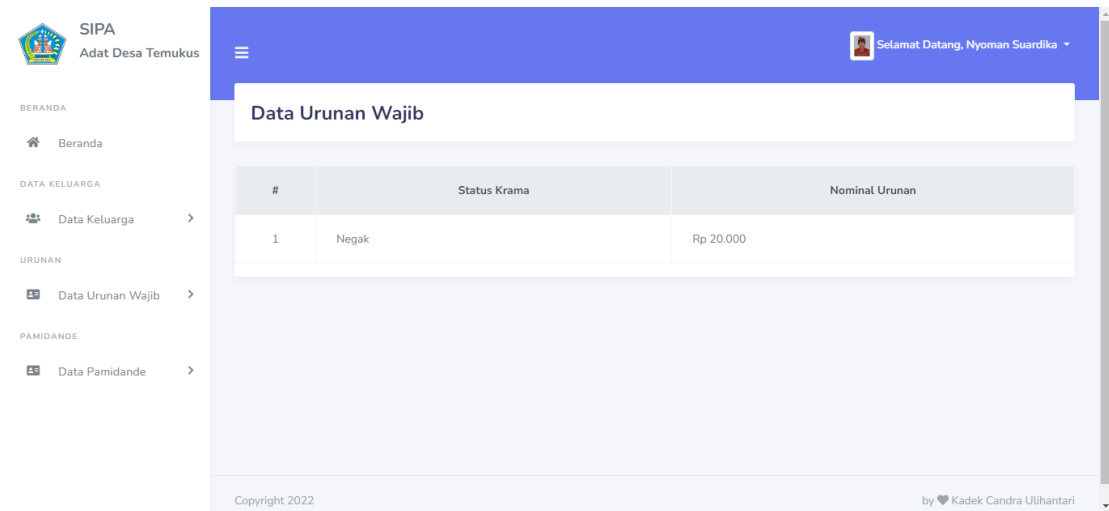 SIPA
Adat Desa Temukus
Selamat Datang, Nyoman Suardika
BERANDA
Beranda
DATA KELUARGA
Data Keluarga
URUNAN
Data Urunan Wajib
PAMIDANDE
Data Pamidande
Data Urunan Wajib
# Status Krama Nominal Urunan
1 Negak Rp 20.000
Copyright 2022 by Kadek Candra Ulihantari